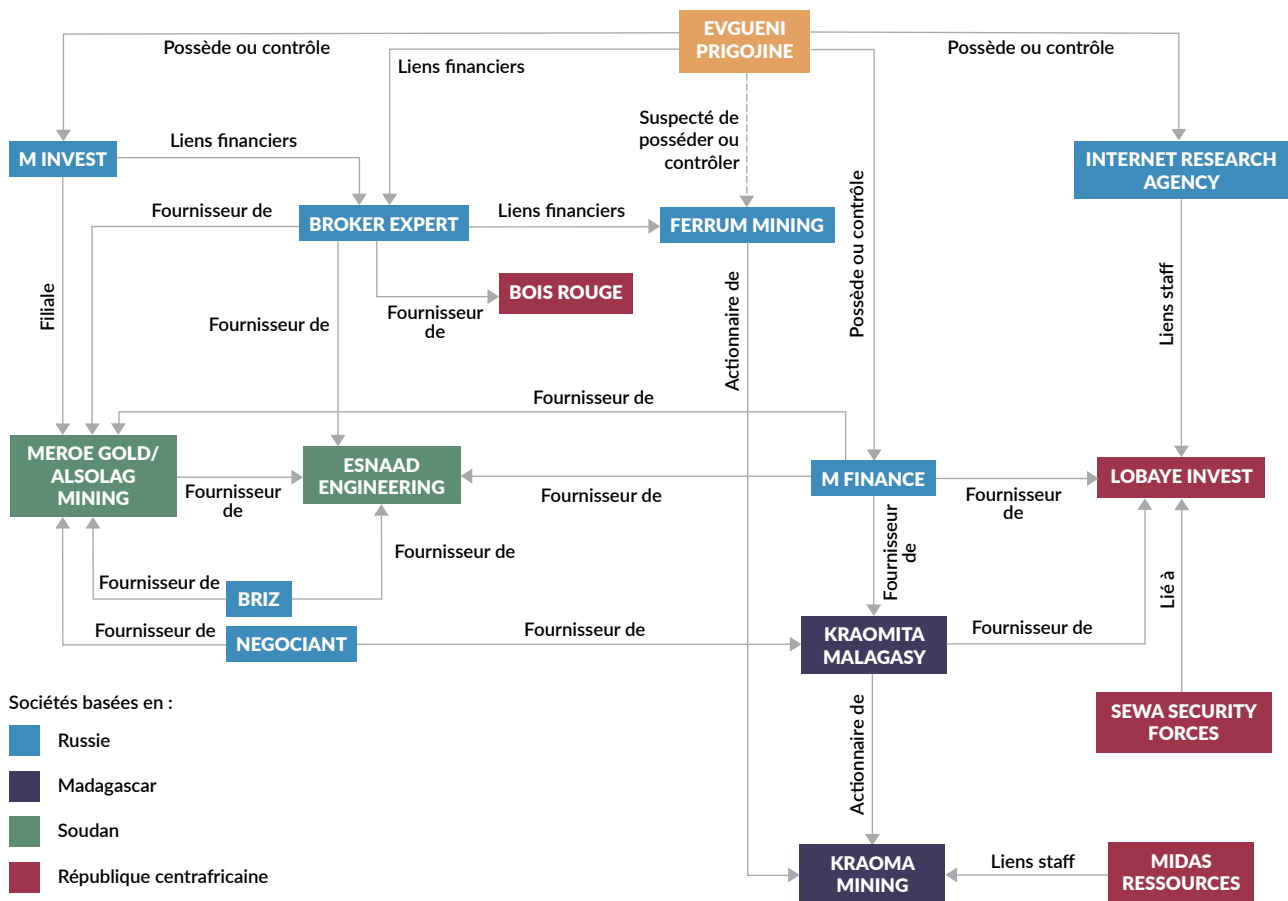 EVGUENI
PRIGOJINE
Possède ou contrôle
Possède ou contrôle
Liens financiers
Suspecté de
posséder ou
contrôler
M INVEST
Liens financiers
INTERNET RESEARCH
AGENCY
Fournisseur de
BROKER EXPERT
Liens financiers
FERRUM MINING
Possède ou contrôle
Filiale
BOIS ROUGE
Fournisseur
de
Fournisseur de
Actionnaire de
Liens staff
Fournisseur de
MEROE GOLD/
ALSOLAG
MINING
Fournisseur
de
ESNAAD
ENGINEERING
Fournisseur de
M FINANCE
Fournisseur
de
LOBAYE INVEST
Fournisseur de
Fournisseur
de
Fournisseur de
BRIZ
Lié à
Fournisseur de
NEGOCIANT
Fournisseur de
KRAOMITA
MALAGASY
Fournisseur de
SEWA SECURITY
FORCES
Actionnaire de
KRAOMA
MINING
Liens staff
MIDAS
RESSOURCES
Sociétés basées en :
Russie
Madagascar
Soudan
République centrafricaine